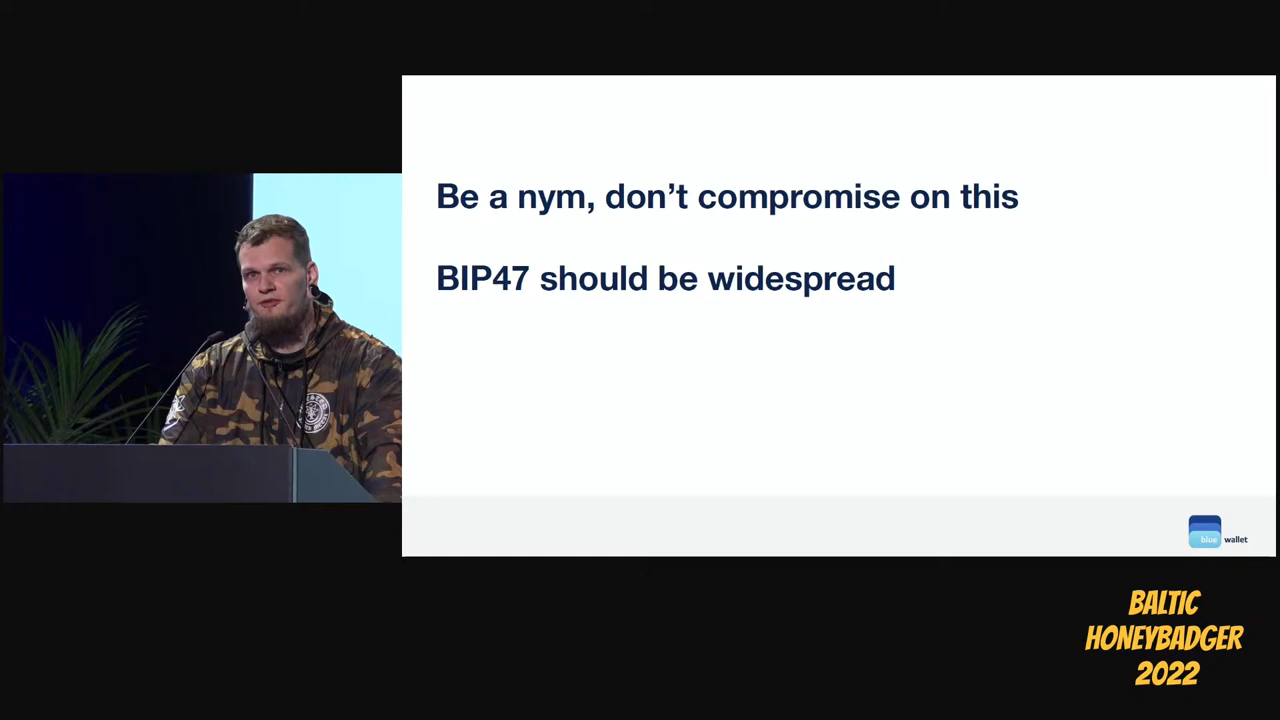 Be a nym, don’t compromise on this
BIP47 should be widespread
blue wallet
BALTIC
HONEYBADGER
2022